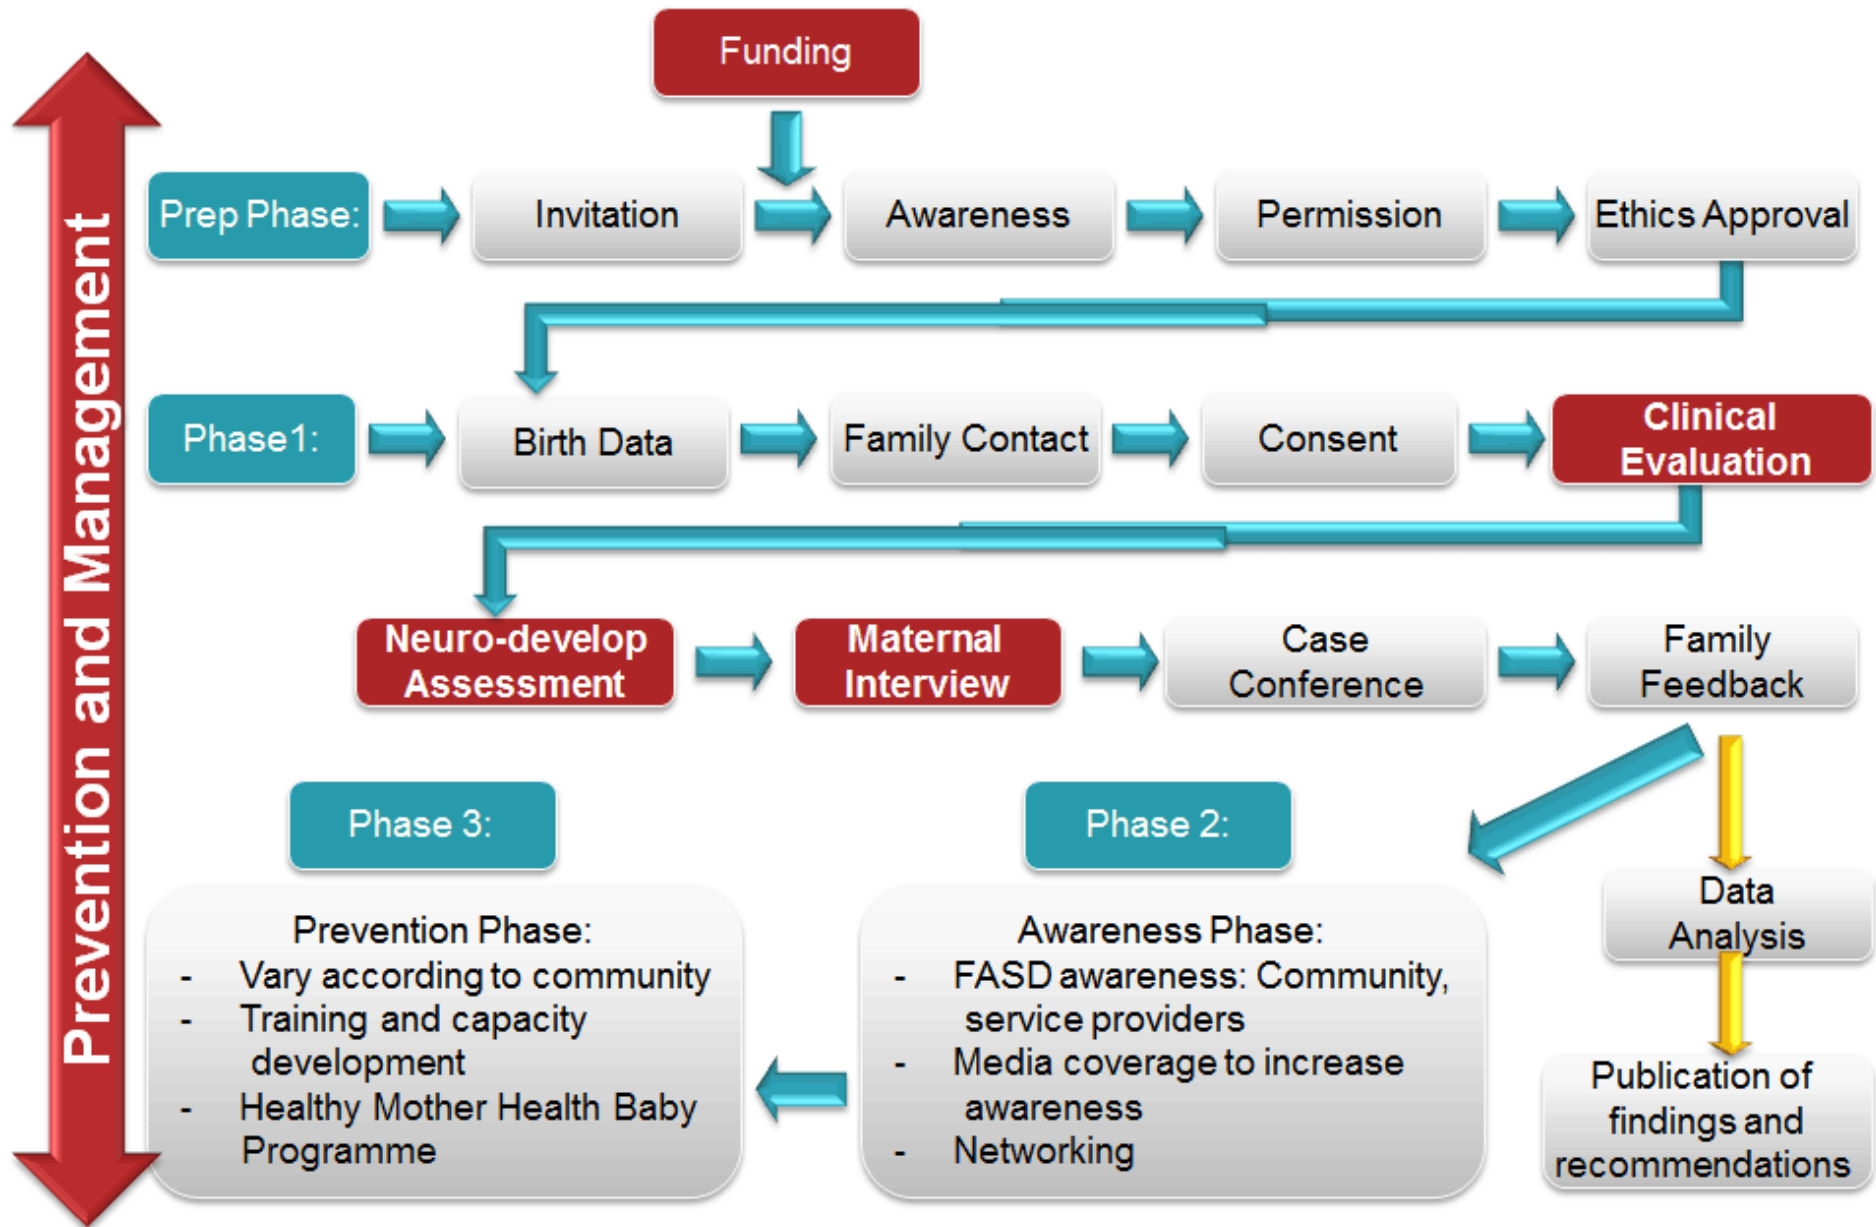 Funding
Prep Phase:
Invitation
Awareness
Permission
Ethics Approval
Prevention and Management
Phase1:
Birth Data
Family Contact
Consent
Clinical
Evaluation
Neuro-develop
Assessment
Maternal
Interview
Case
Conference
Family
Feedback
Phase 3:
Phase 2:
Prevention Phase:
- Vary according to community
- Training and capacity
development
- Healthy Mother Health Baby
Programme
Awareness Phase:
- FASD awareness: Community,
service providers
- Media coverage to increase
awareness
- Networking
Data
Analysis
Publication of
findings and
recommendations